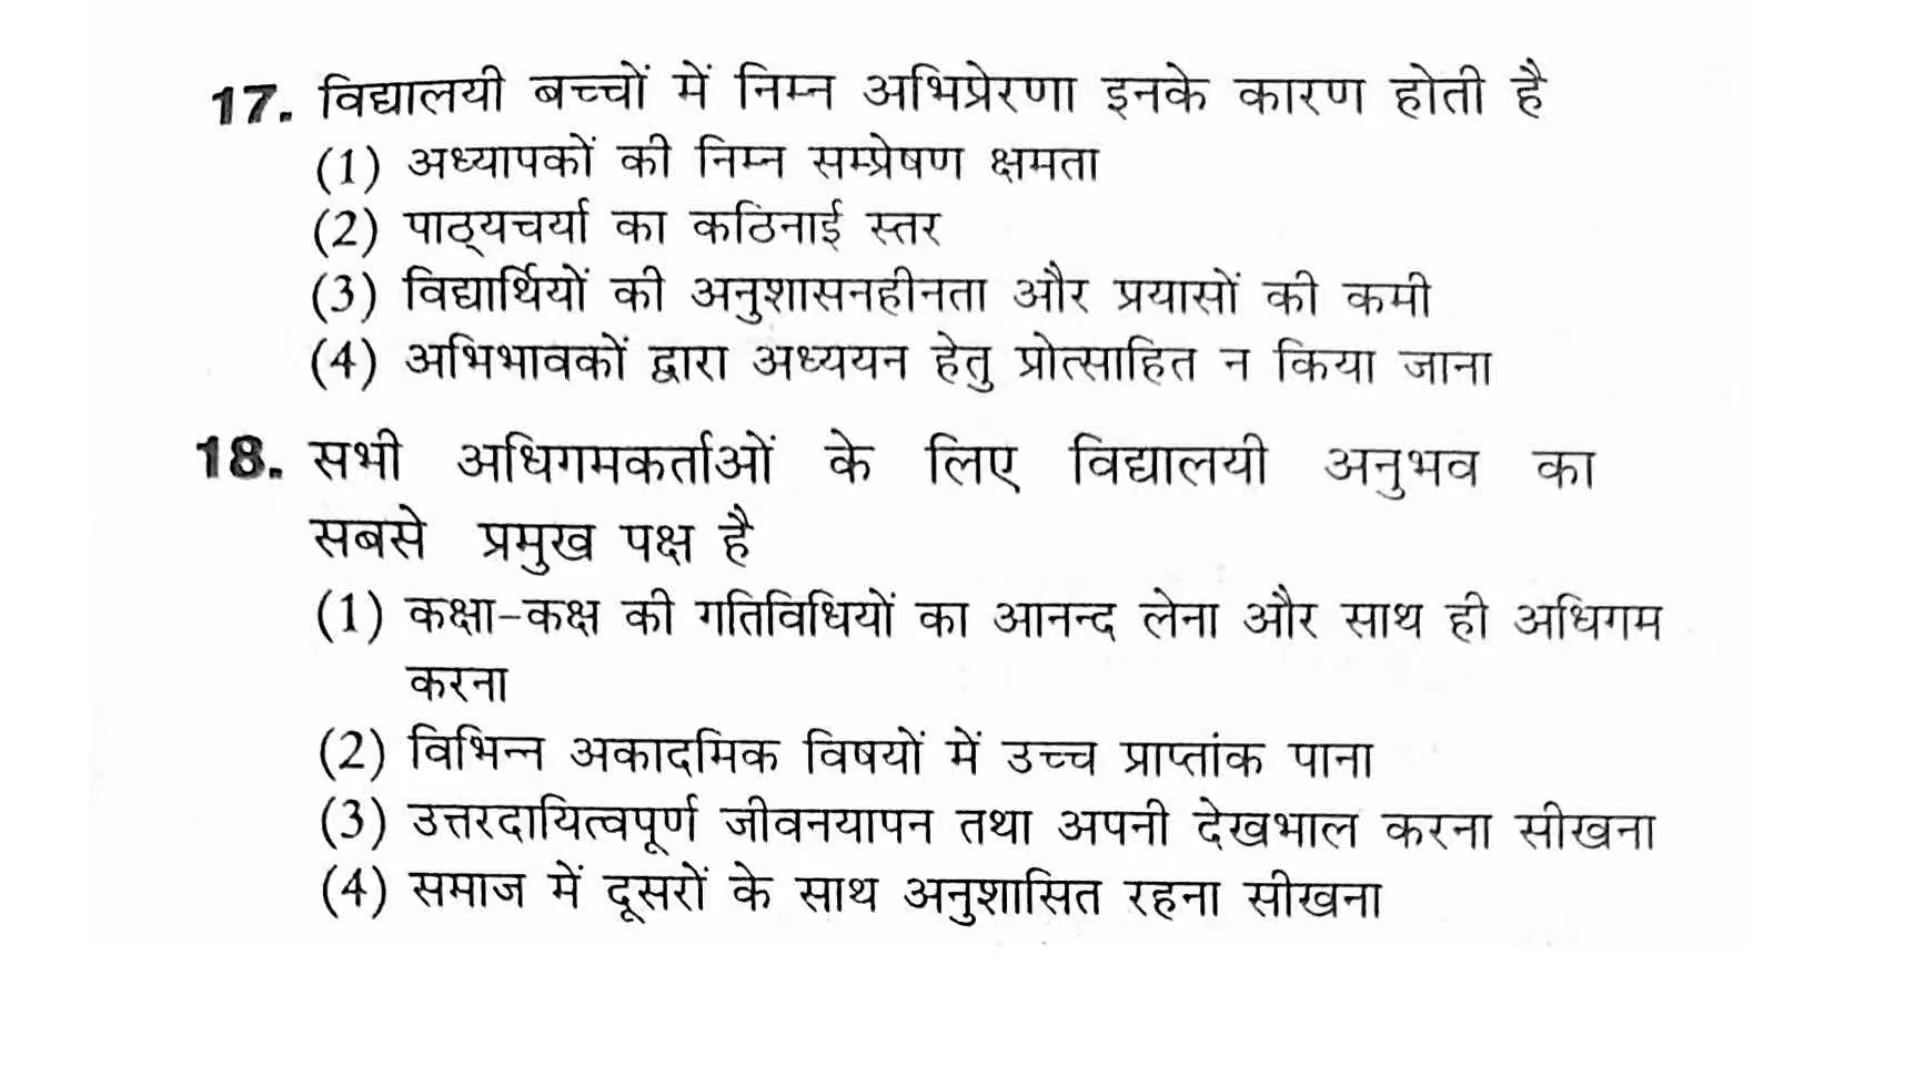 17. विद्यालयी बच्चों में निम्न अभिप्रेरणा इनके कारण होती है
(1) अध्यापकों की निम्न सम्प्रेषण क्षमता
(2) पाठ्यचर्या का कठिनाई स्तर
(3) विद्यार्थियों की अनुशासनहीनता और प्रयासों की कमी
(4) अभिभावकों द्वारा अध्ययन हेतु प्रोत्साहित न किया जाना
18. सभी अधिगमकर्ताओं के लिए विद्यालयी अनुभव का
सबसे प्रमुख पक्ष है
(1) कक्षा-कक्ष की गतिविधियों का आनन्द लेना और साथ ही अधिगम
करना
(2) विभिन्न अकादमिक विषयों में उच्च प्राप्तांक पाना
(3) उत्तरदायित्वपूर्ण जीवनयापन तथा अपनी देखभाल करना सीखना
(4) समाज में दूसरों के साथ अनुशासित रहना सीखना